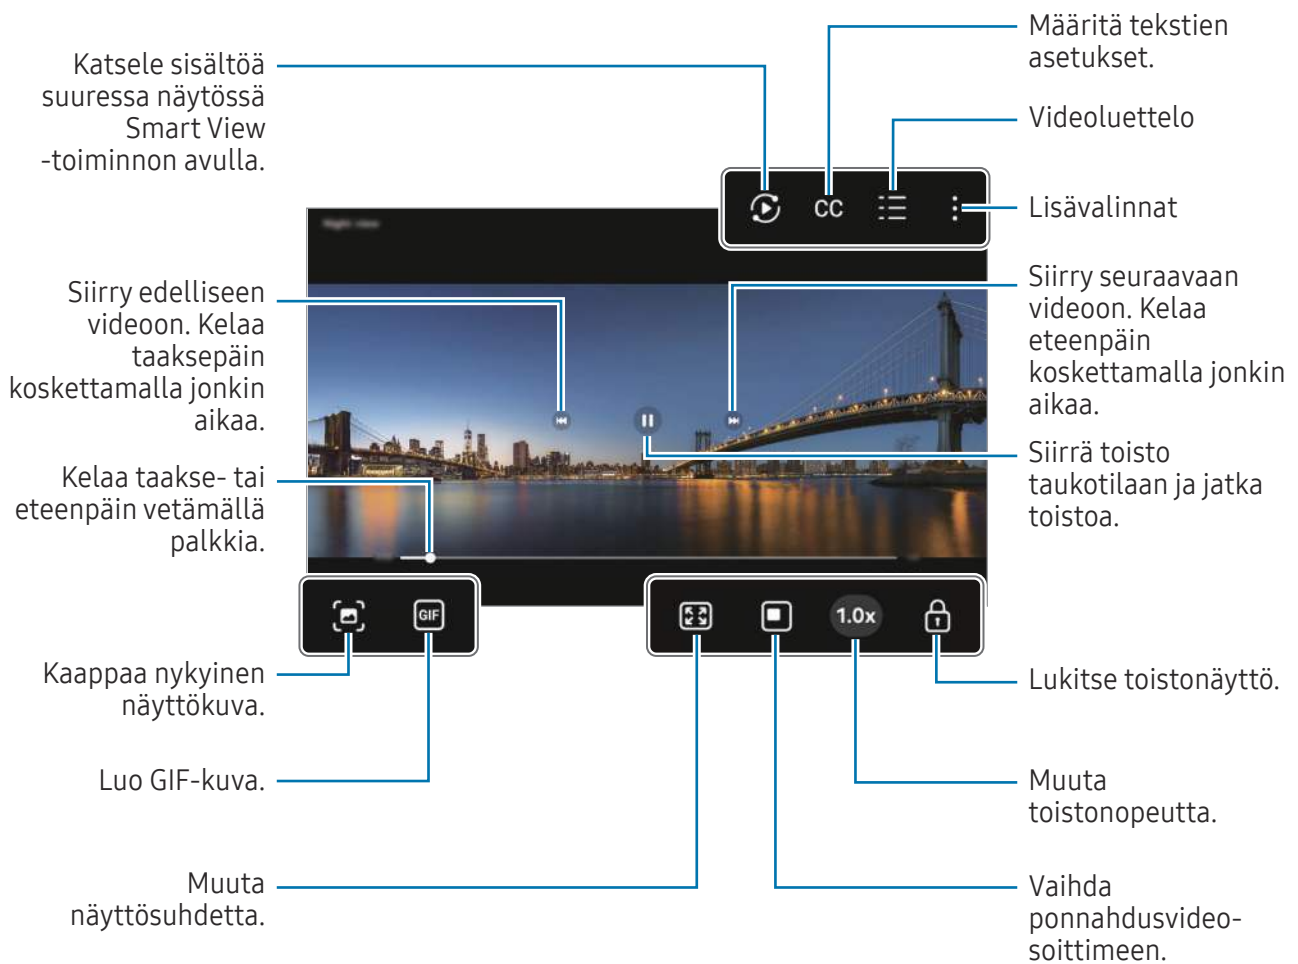 Katsele sisältöä
suuressa näytössä
Smart View
-toiminnon avulla.
Siirry edelliseen
videoon. Kelaa
taaksepäin
koskettamalla jonkin
aikaa.
Kelaa taakse- tai
eteenpäin vetämällä
palkkia.
Kaappaa nykyinen
näyttökuva.
Luo GIF-kuva.
Muuta
näyttösuhdetta.
CC
Night view
GIF
1.0x
Määritä tekstien
asetukset.
Videoluettelo
Lisävalinnat
Siirry seuraavaan
videoon. Kelaa
eteenpäin
koskettamalla jonkin
aikaa.
Siirrä toisto
taukotilaan ja jatka
toistoa.
Lukitse toistonäyttö.
Muuta
toistonopeutta.
Vaihda
ponnahdusvideo-
soittimeen.